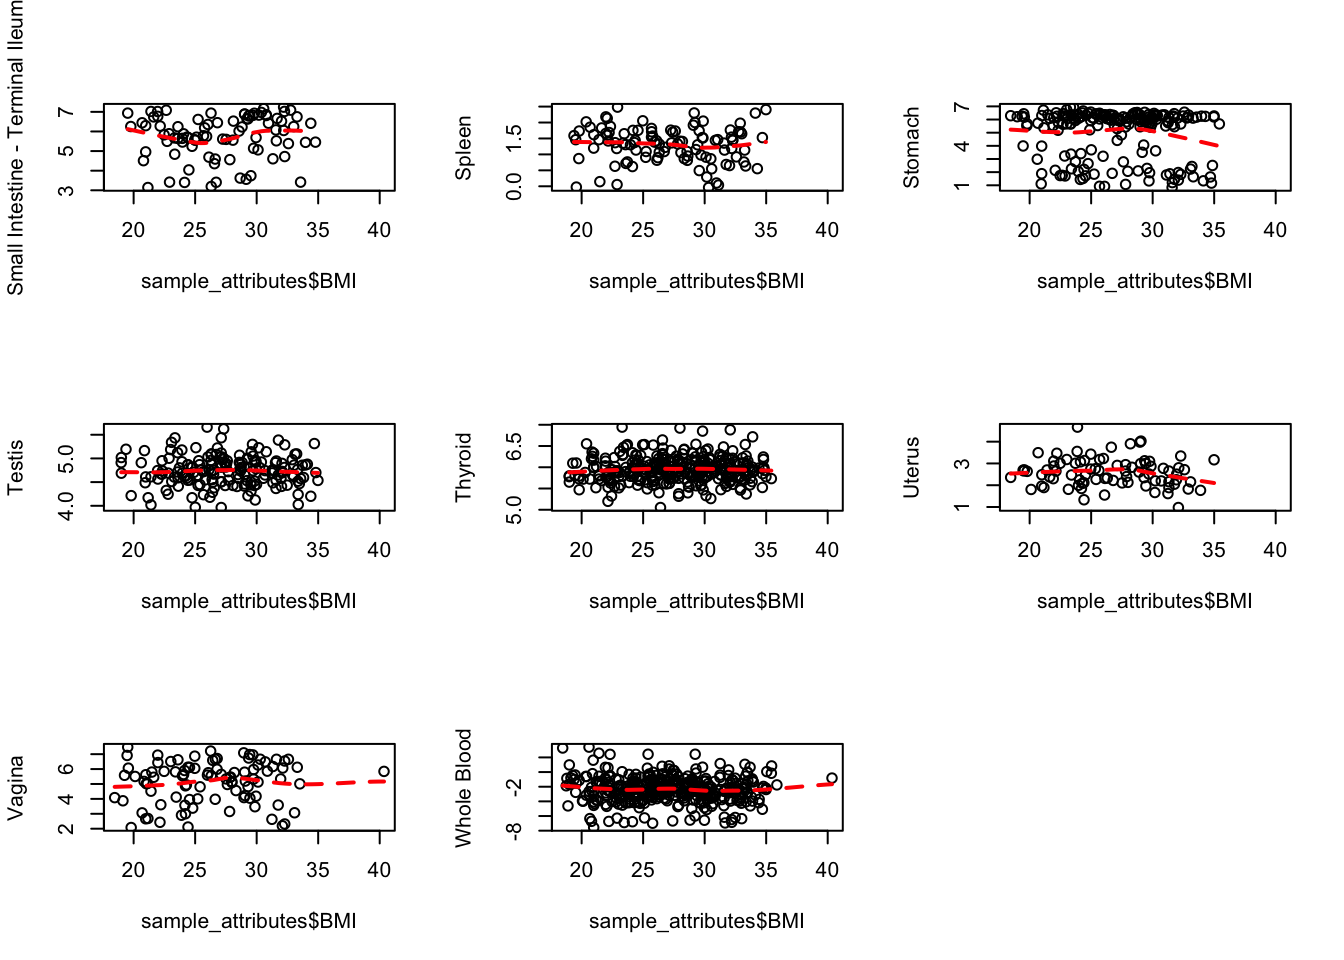 Small Intestine - Terminal Ileum
7
5
3
20 25 30 35 40
sample_attributes$BMI
Spleen
1.5
0.0
20 25 30 35 40
sample_attributes$BMI
Stomach
7
4
1
20 25 30 35 40
sample_attributes$BMI
Testis
5.0
4.0
20 25 30 35 40
sample_attributes$BMI
Thyroid
6.5
5.0
20 25 30 35 40
sample_attributes$BMI
Uterus
3
1
20 25 30 35 40
sample_attributes$BMI
Vagina
6
4
2
20 25 30 35 40
sample_attributes$BMI
Whole Blood
-2
-8
20 25 30 35 40
sample_attributes$BMI